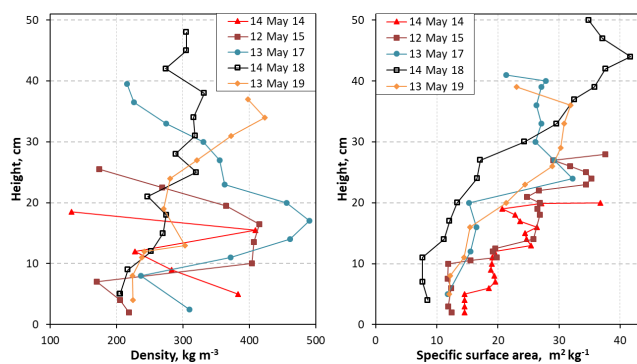 50
40
30
20
10
0
Height, cm
100
200
300
400
500
Density, kg m⁻³
14 May 14
12 May 15
13 May 17
14 May 18
13 May 19
50
40
30
20
10
0
Height, cm
0
10
20
30
40
Specific surface area, m² kg⁻¹
14 May 14
12 May 15
13 May 17
14 May 18
13 May 19